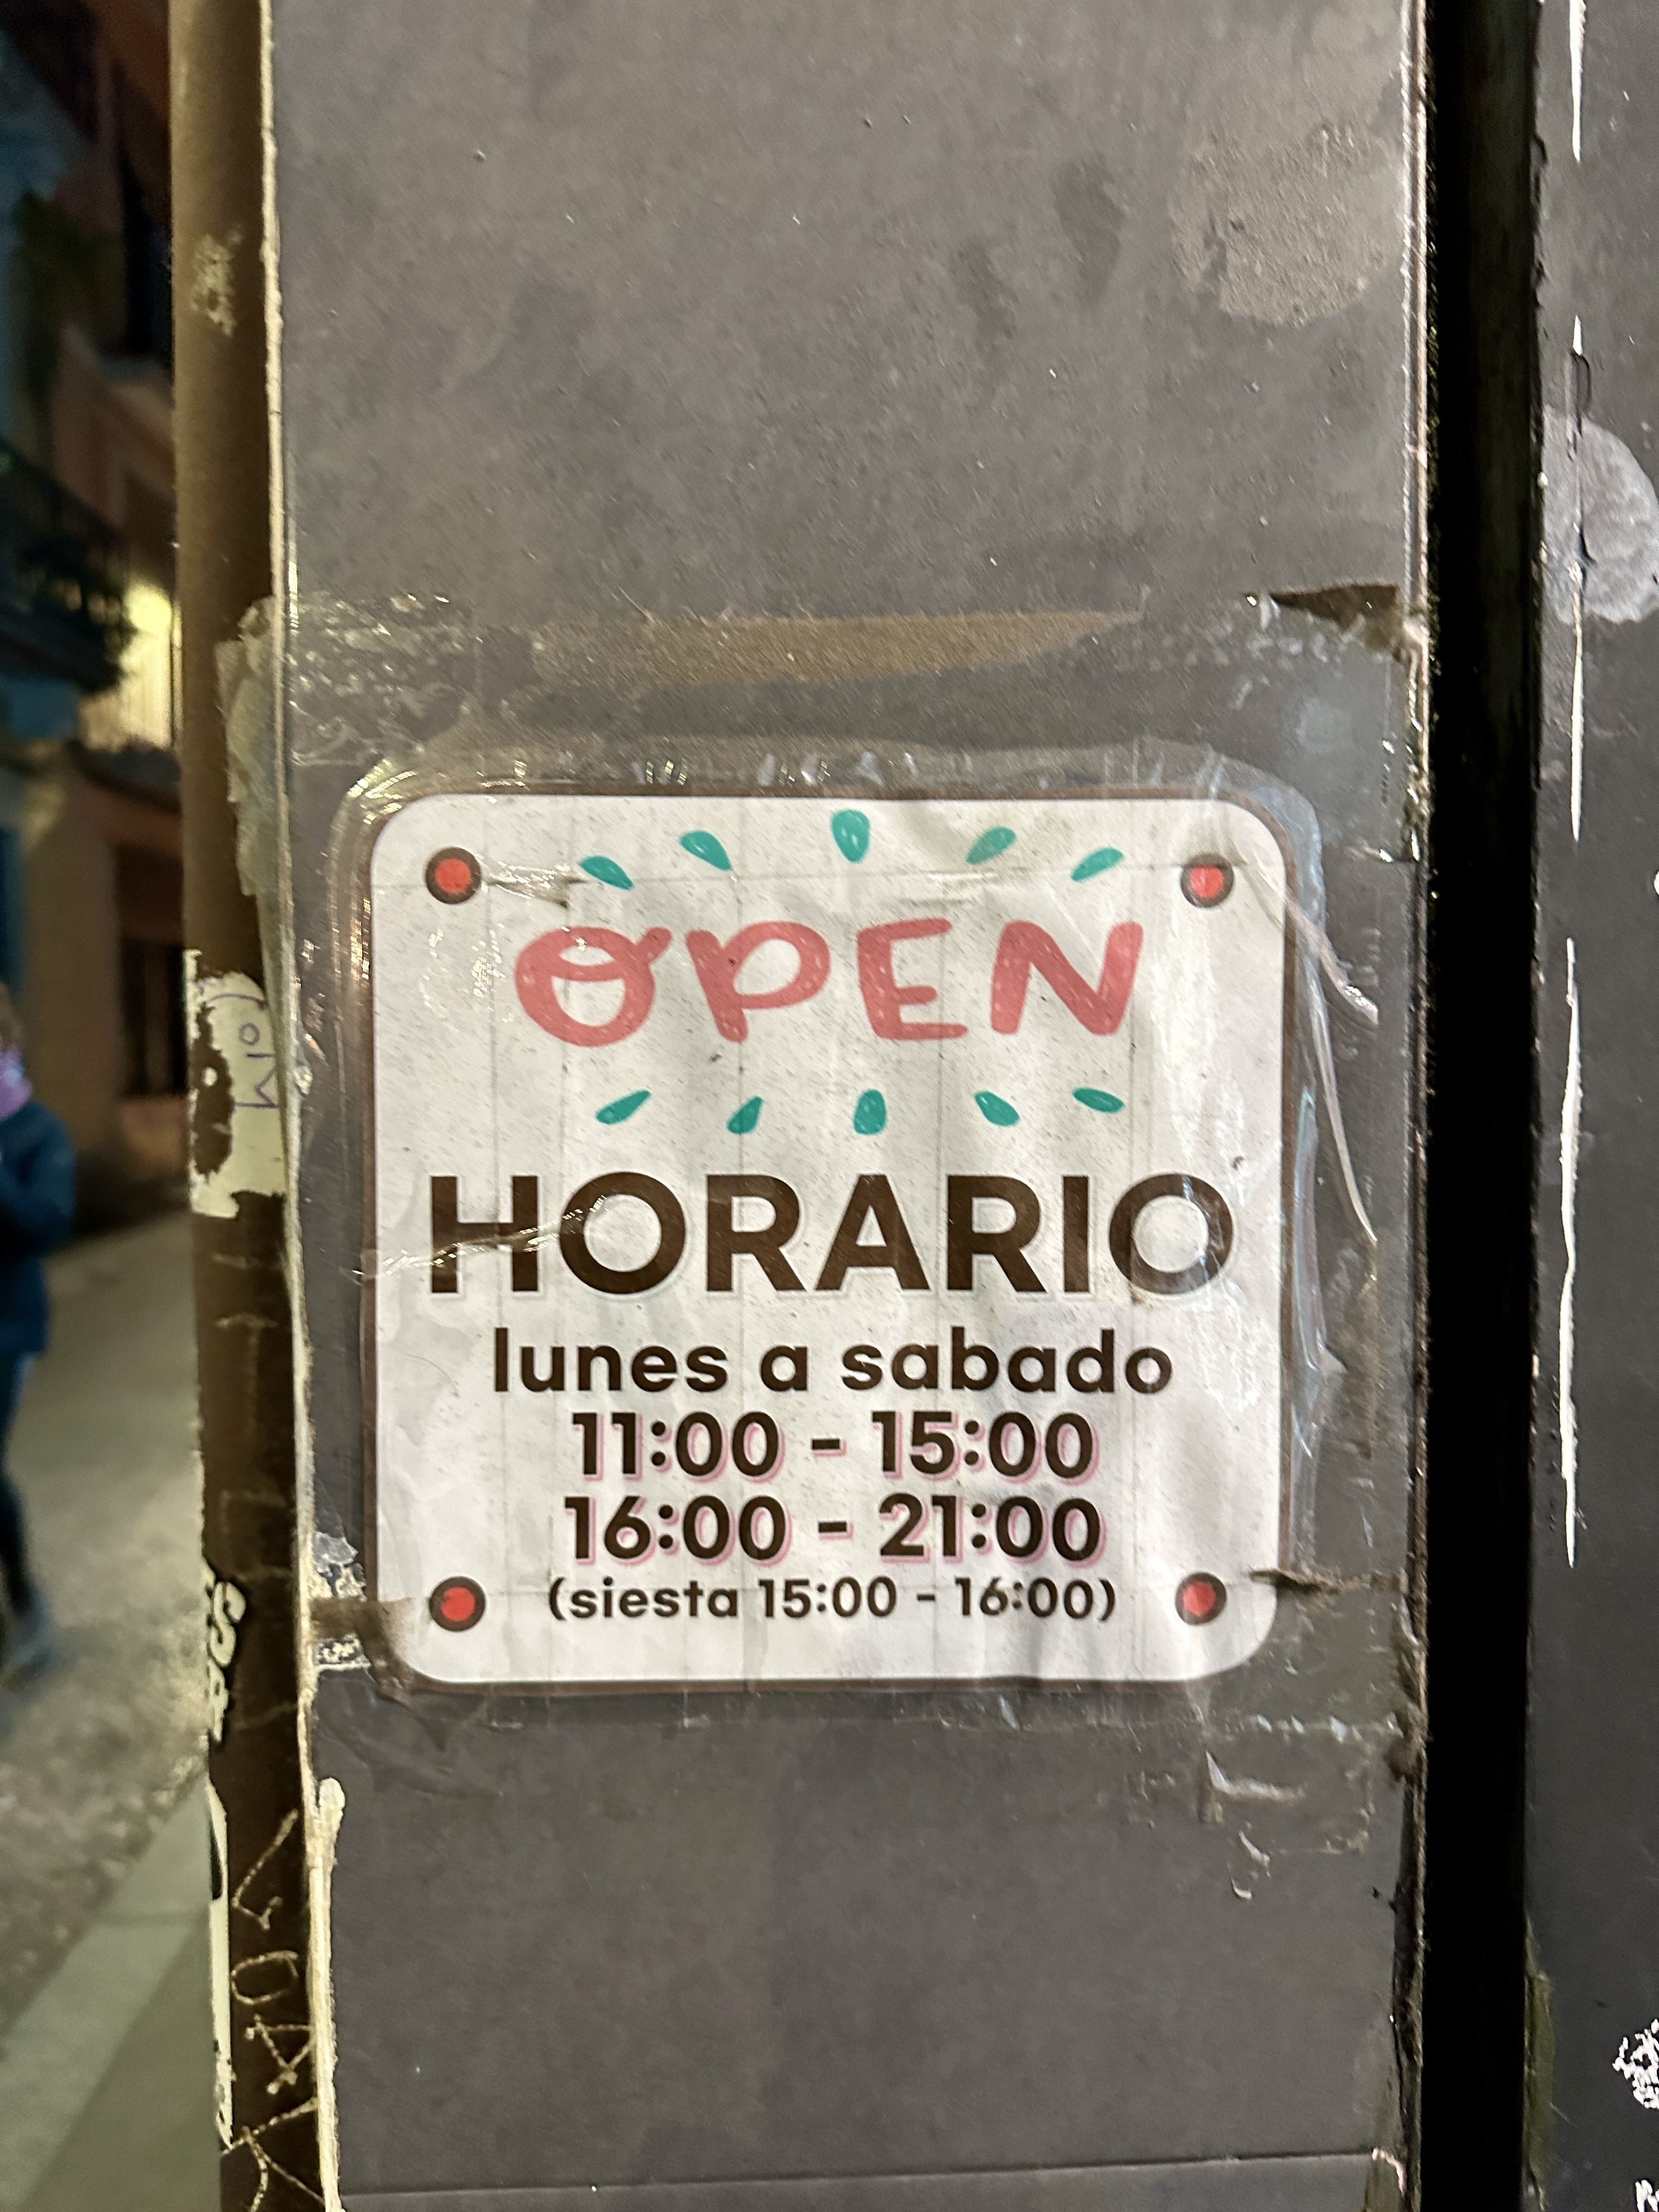 OPEN
HORARIO
lunes a sabado
11:00 - 15:00
16:00 - 21:00
(siesta 15:00 - 16:00)